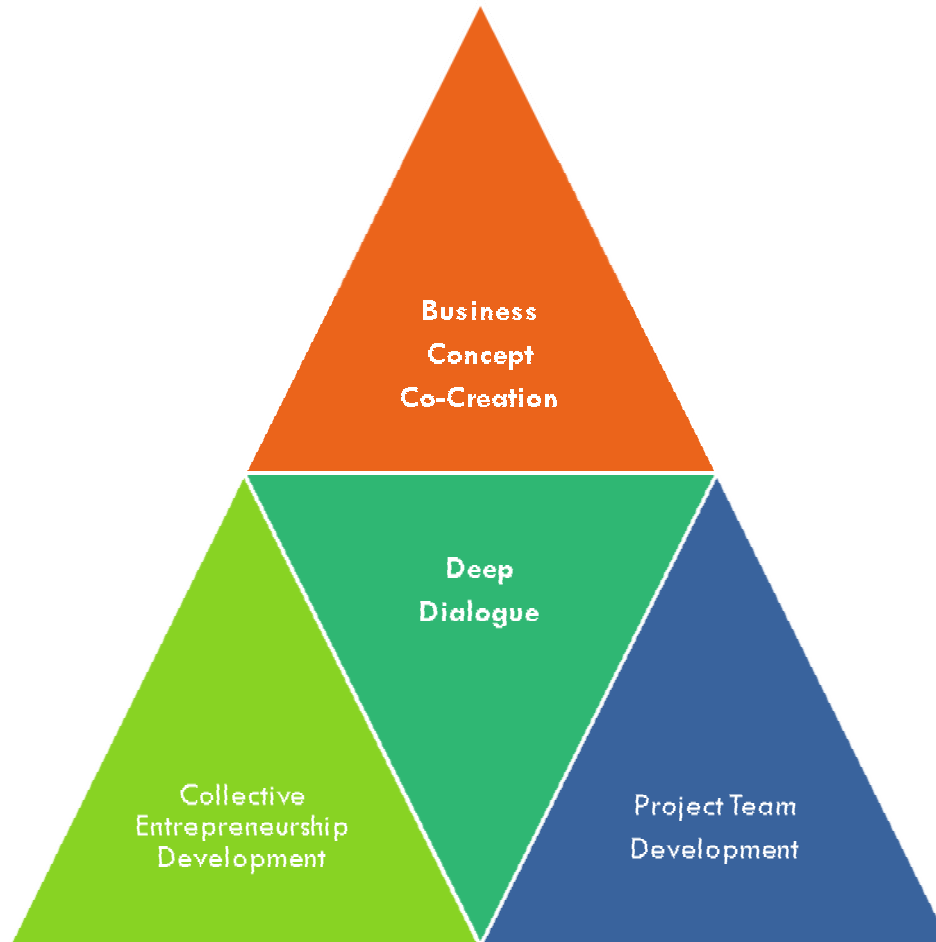 Business
Concept
Co-Creation
Deep
Dialogue
Collective
Entrepreneurship
Development
Project Team
Development